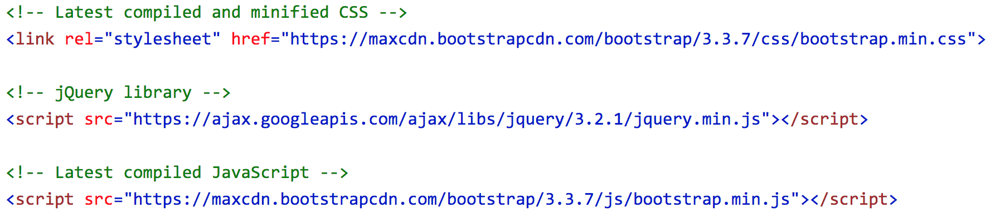 <!-- Latest compiled and minified CSS -->
<link rel="stylesheet" href="https://maxcdn.bootstrapcdn.com/bootstrap/3.3.7/css/bootstrap.min.css">
<!-- jQuery library -->
<script src="https://ajax.googleapis.com/ajax/libs/jquery/3.2.1/jquery.min.js"></script>
<!-- Latest compiled JavaScript -->
<script src="https://maxcdn.bootstrapcdn.com/bootstrap/3.3.7/js/bootstrap.min.js"></script>